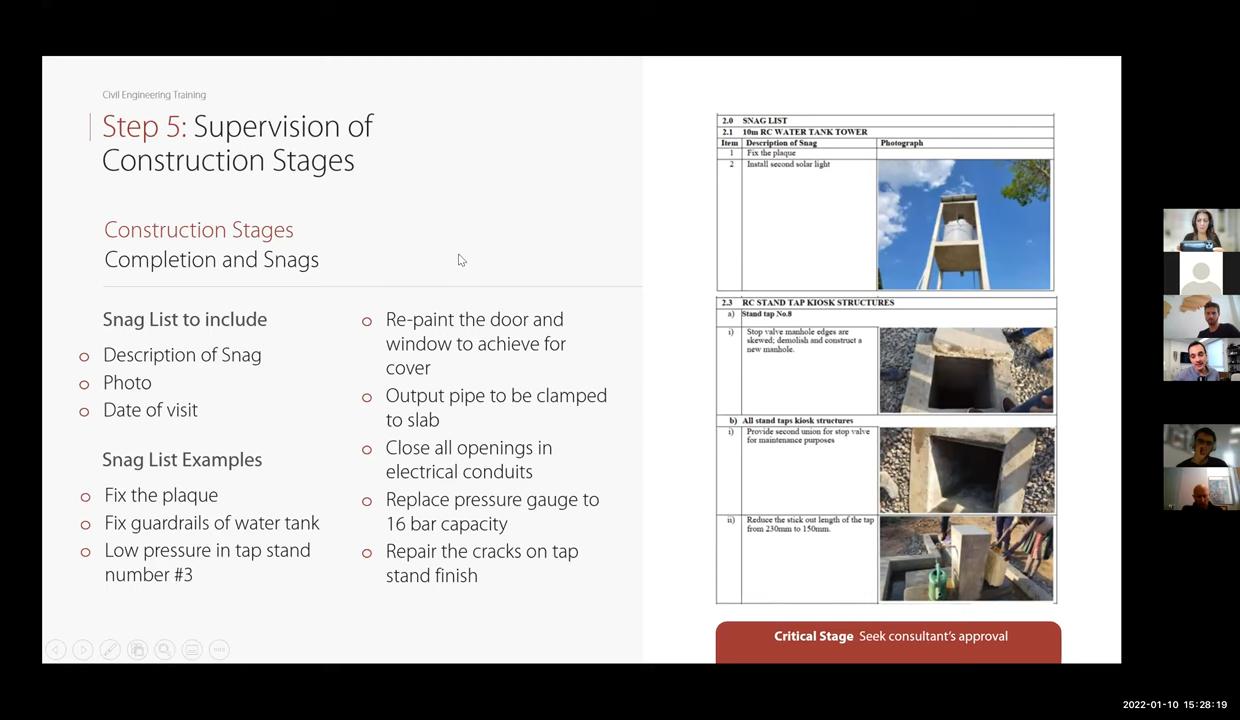 Civil Engineering Training
Step 5: Supervision of
Construction Stages
Construction Stages
Completion and Snags
Snag List to include
Description of Snag
Photo
Date of visit
Snag List Examples
Fix the plaque
Fix guardrails of water tank
Low pressure in tap stand
number #3
Re-paint the door and
window to achieve for
cover
Output pipe to be clamped
to slab
Close all openings in
electrical conduits
Replace pressure gauge to
16 bar capacity
Repair the cracks on tap
stand finish
2.0 SNAG LIST
2.1 10m RC WATER TANK TOWER
Item Description of Snag Photograph
1 Fix the plaque
2 Install second solar light
2.3 RC STAND TAP KIOSK STRUCTURES
a) Stand tap No.8
i) Stop valve manhole edges are
skewed; demolish and construct a
new manhole.
b) All stand taps kiosk structures
i) Provide second union for stop valve
for maintenance purposes
ii) Reduce the stick out length of the tap
from 230mm to 150mm.
Critical Stage Seek consultant's approval
2022-01-10 15:28:19